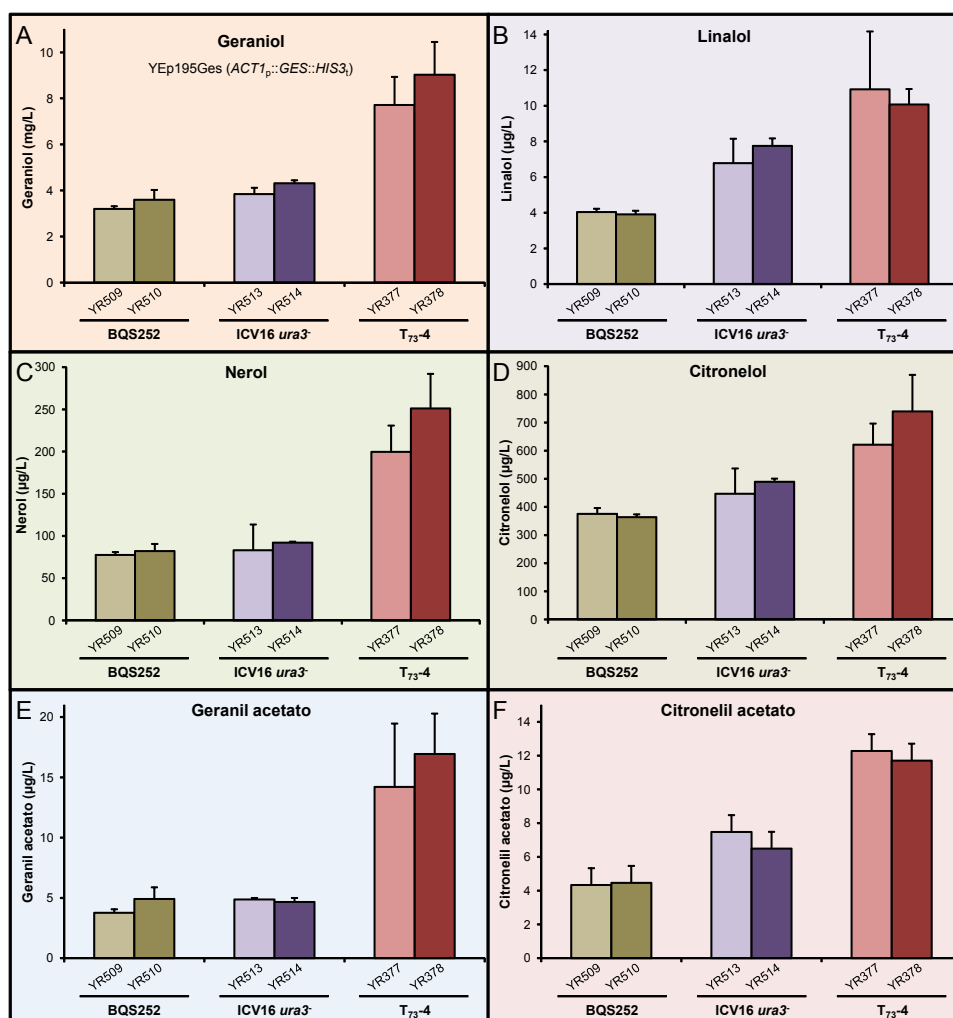 A
Geraniol
YEp195Ges (ACT1p::GES::HIS3t)
Geraniol (mg/L)
10
8
6
4
2
0
YR509 YR510 YR513 YR514 YR377 YR378
BQS252 ICV16 ura3- T73-4
B
Linalol
Linalol (µg/L)
14
12
10
8
6
4
2
0
YR509 YR510 YR513 YR514 YR377 YR378
BQS252 ICV16 ura3- T73-4
C
Nerol
Nerol (µg/L)
300
250
200
150
100
50
0
YR509 YR510 YR513 YR514 YR377 YR378
BQS252 ICV16 ura3- T73-4
D
Citronelol
Citronelol (µg/L)
900
800
700
600
500
400
300
200
100
0
YR509 YR510 YR513 YR514 YR377 YR378
BQS252 ICV16 ura3- T73-4
E
Geranil acetato
Geranil acetato (µg/L)
20
15
10
5
0
YR509 YR510 YR513 YR514 YR377 YR378
BQS252 ICV16 ura3- T73-4
F
Citronelil acetato
Citronelil acetato (µg/L)
14
12
10
8
6
4
2
0
YR509 YR510 YR513 YR514 YR377 YR378
BQS252 ICV16 ura3- T73-4